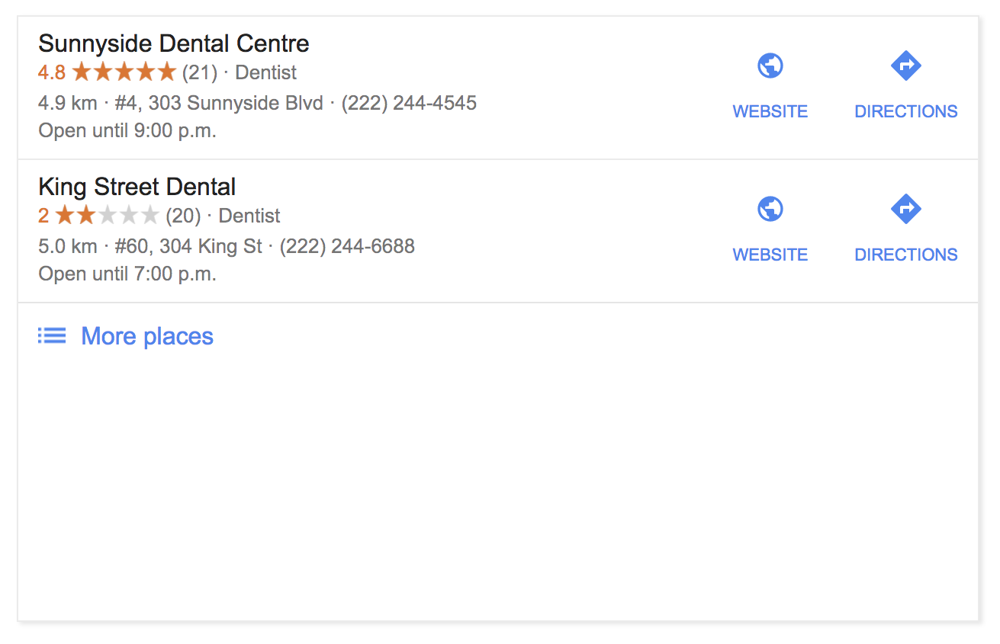 Sunnyside Dental Centre
4.8 ★★★★★ (21) · Dentist
4.9 km · #4, 303 Sunnyside Blvd · (222) 244-4545
Open until 9:00 p.m.
WEBSITE
DIRECTIONS
King Street Dental
2 ★★★★★ (20) · Dentist
5.0 km · #60, 304 King St · (222) 244-6688
Open until 7:00 p.m.
WEBSITE
DIRECTIONS
More places